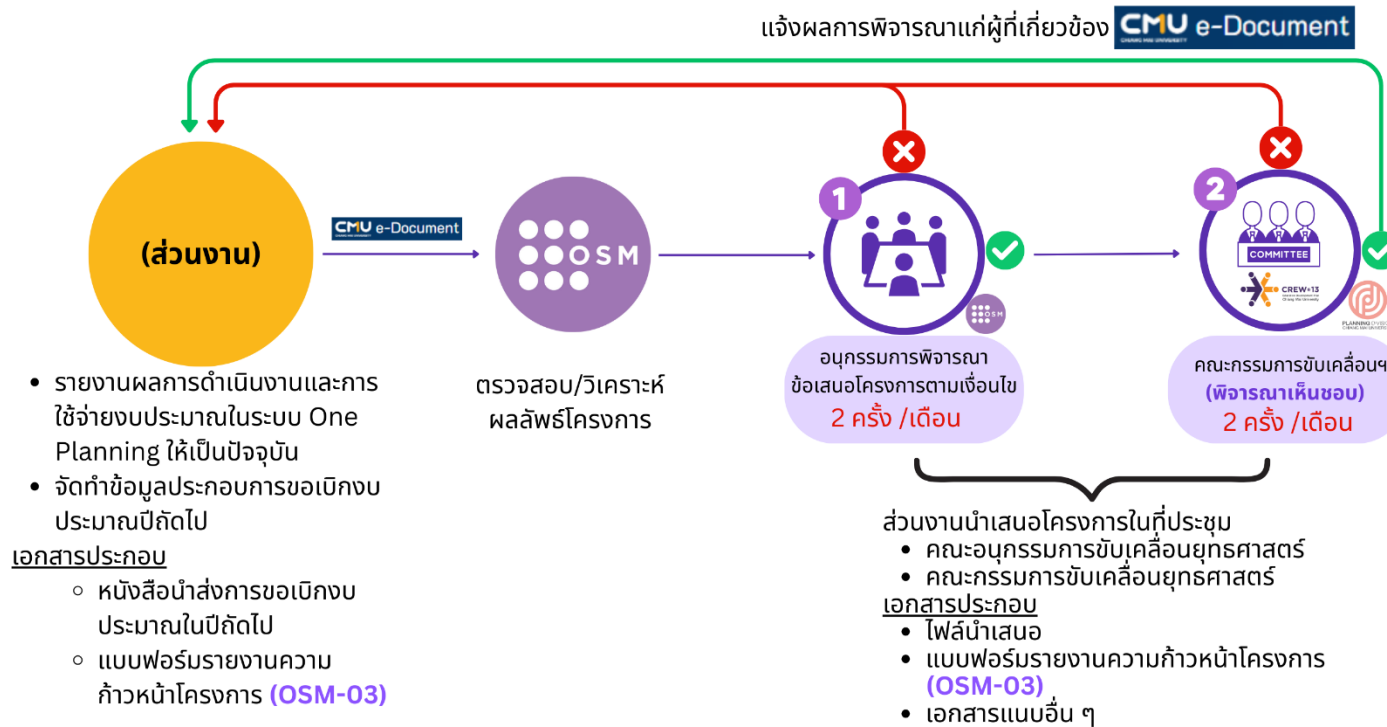 แจ้งผลการพิจารณาแก่ผู้ที่เกี่ยวข้อง CMU e-Document
CHIANG MAI UNIVERSITY
(ส่วนงาน)
CMU e-Document
OSM
1
2
COMMITTEE
CREW+13
Chiang Mai University
OSM
อนุกรรมการพิจารณา
ข้อเสนอโครงการตามเงื่อนไข
2 ครั้ง /เดือน
คณะกรรมการขับเคลื่อนฯ
(พิจารณาเห็นชอบ)
2 ครั้ง /เดือน
• รายงานผลการดำเนินงานและการ
ใช้จ่ายงบประมาณในระบบ One
Planning ให้เป็นปัจจุบัน
• จัดทำข้อมูลประกอบการขอเบิกงบ
ประมาณปีถัดไป
เอกสารประกอบ
○ หนังสือนำส่งการขอเบิกงบ
ประมาณในปีถัดไป
○ แบบฟอร์มรายงานความ
ก้าวหน้าโครงการ (OSM-03)
ตรวจสอบ/วิเคราะห์
ผลลัพธ์โครงการ
ส่วนงานนำเสนอโครงการในที่ประชุม
• คณะอนุกรรมการขับเคลื่อนยุทธศาสตร์
• คณะกรรมการขับเคลื่อนยุทธศาสตร์
เอกสารประกอบ
• ไฟล์นำเสนอ
• แบบฟอร์มรายงานความก้าวหน้าโครงการ
(OSM-03)
• เอกสารแนบอื่น ๆ